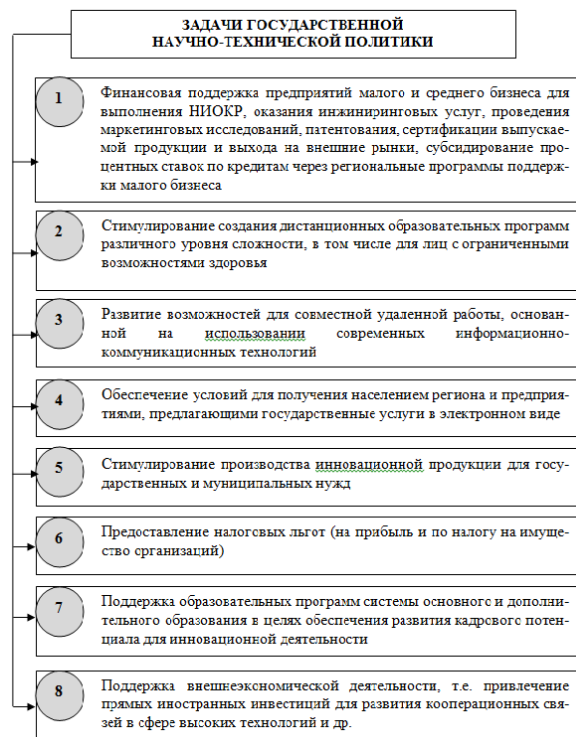 ЗАДАЧИ ГОСУДАРСТВЕННОЙ
НАУЧНО-ТЕХНИЧЕСКОЙ ПОЛИТИКИ
1
Финансовая поддержка предприятий малого и среднего бизнеса для
выполнения НИОКР, оказания инжиниринговых услуг, проведения
маркетинговых исследований, патентования, сертификации выпускае-
мой продукции и выхода на внешние рынки, субсидирование про-
центных ставок по кредитам через региональные программы поддерж-
ки малого бизнеса
2
Стимулирование создания дистанционных образовательных программ
различного уровня сложности, в том числе для лиц с ограниченными
возможностями здоровья
3
Развитие возможностей для совместной удаленной работы, основан-
ной на использовании современных информационно-
коммуникационных технологий
4
Обеспечение условий для получения населением региона и предприя-
тиями, предлагающими государственные услуги в электронном виде
5
Стимулирование производства инновационной продукции для госу-
дарственных и муниципальных нужд
6
Предоставление налоговых льгот (на прибыль и по налогу на имуще-
ство организаций)
7
Поддержка образовательных программ системы основного и дополни-
тельного образования в целях обеспечения развития кадрового потен-
циала для инновационной деятельности
8
Поддержка внешнеэкономической деятельности, т.е. привлечение
прямых иностранных инвестиций для развития кооперационных свя-
зей в сфере высоких технологий и др.